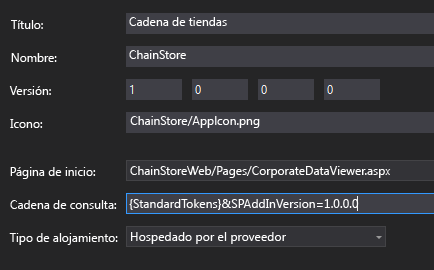 Título: Cadena de tiendas
Nombre: ChainStore
Versión: 1 0 0 0
Icono: ChainStore/AppIcon.png
Página de inicio: ChainStoreWeb/Pages/CorporateDataViewer.aspx
Cadena de consulta: {StandardTokens}&SPAddInVersion=1.0.0.0
Tipo de alojamiento: Hospedado por el proveedor